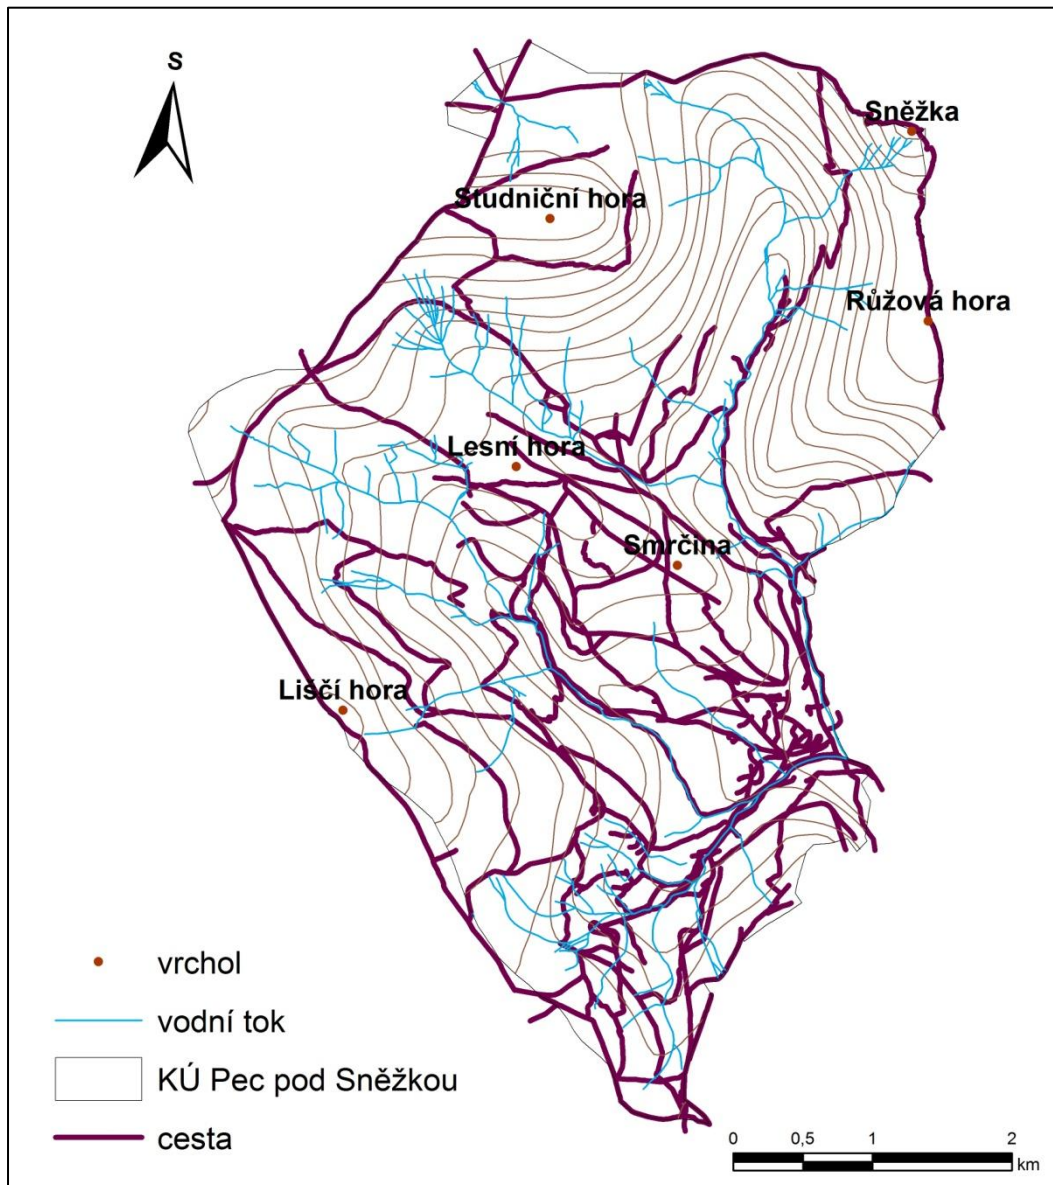 S
Sněžka
Studniční hora
Růžová hora
Lesní hora
Smrčina
Liščí hora
vrchol
vodní tok
KÚ Pec pod Sněžkou
cesta
0 0,5 1 2
km